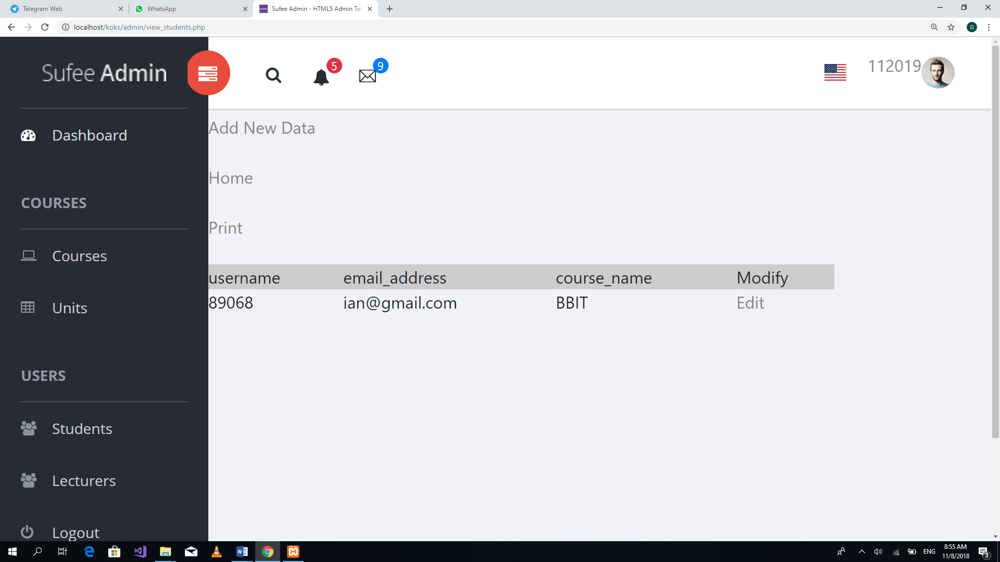 Telegram Web
WhatsApp
Sufee Admin - HTML5 Admin Ter
localhost/koks/admin/view_students.php
G
Sufee Admin
5
9
112019
Dashboard
COURSES
Courses
Units
USERS
Students
Lecturers
Logout
Add New Data
Home
Print
username email_address course_name Modify
89068 ian@gmail.com BBIT Edit
ENG
8:55 AM
11/8/2018
3